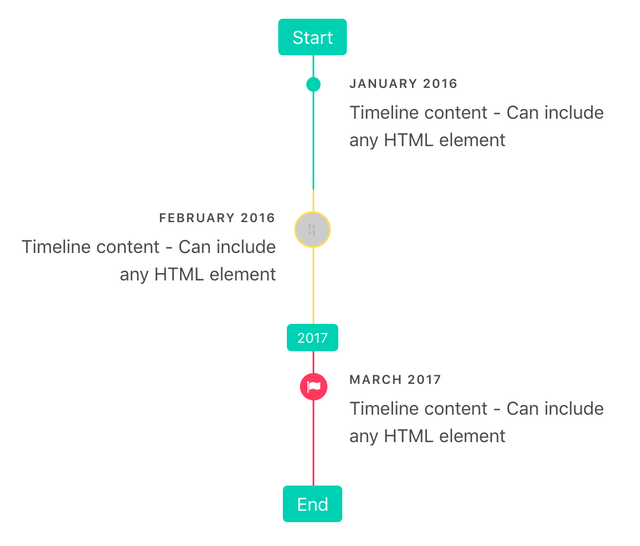 Start
JANUARY 2016
Timeline content - Can include
any HTML element
FEBRUARY 2016
Timeline content - Can include
any HTML element
2017
MARCH 2017
Timeline content - Can include
any HTML element
End